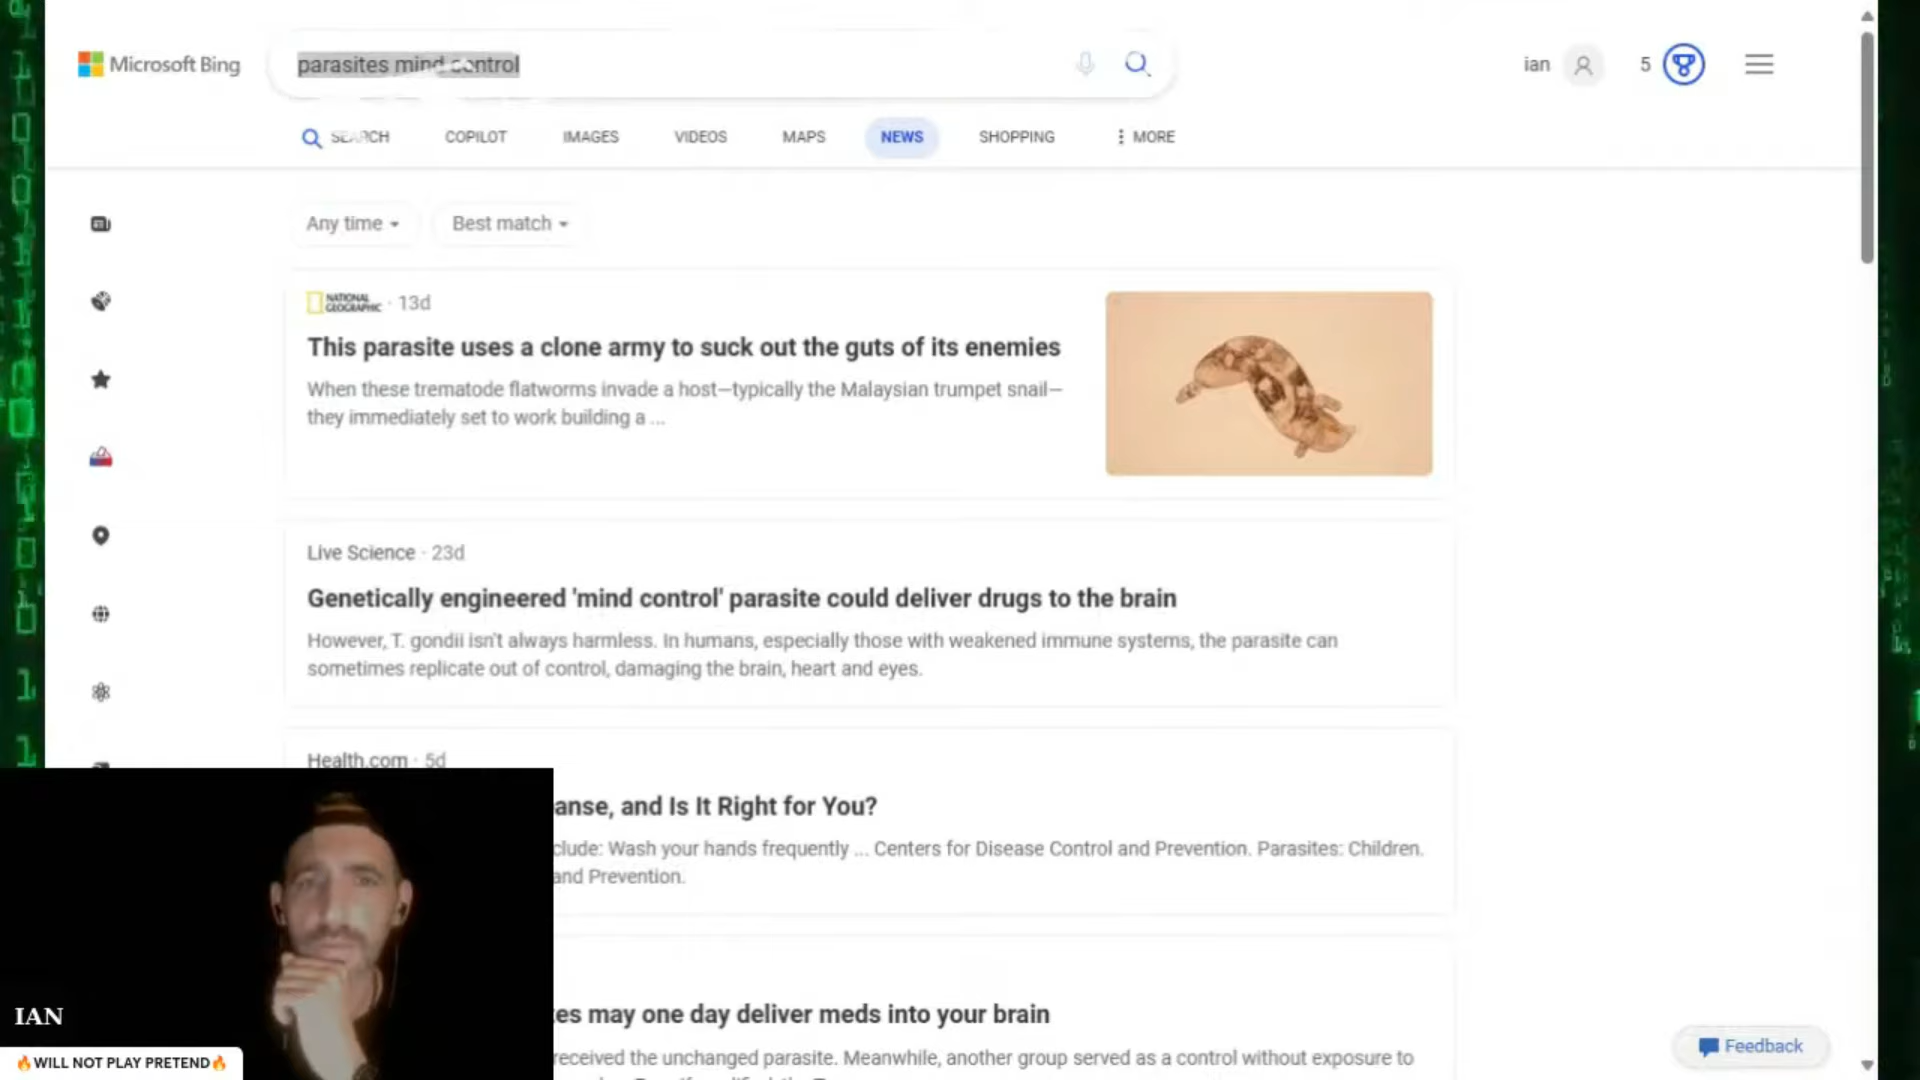 Microsoft Bing
parasites mind control
ian
5
SEARCH
COPILOT
IMAGES
VIDEOS
MAPS
NEWS
SHOPPING
MORE
Any time
Best match
NATIONAL GEOGRAPHIC · 13d
This parasite uses a clone army to suck out the guts of its enemies
When these trematode flatworms invade a host—typically the Malaysian trumpet snail—
they immediately set to work building a ...
Live Science · 23d
Genetically engineered 'mind control' parasite could deliver drugs to the brain
However, T. gondii isn't always harmless. In humans, especially those with weakened immune systems, the parasite can
sometimes replicate out of control, damaging the brain, heart and eyes.
Health.com · 5d
anse, and Is It Right for You?
clude: Wash your hands frequently ... Centers for Disease Control and Prevention. Parasites: Children.
and Prevention.
es may one day deliver meds into your brain
received the unchanged parasite. Meanwhile, another group served as a control without exposure to
Feedback
IAN
🔥WILL NOT PLAY PRETEND🔥